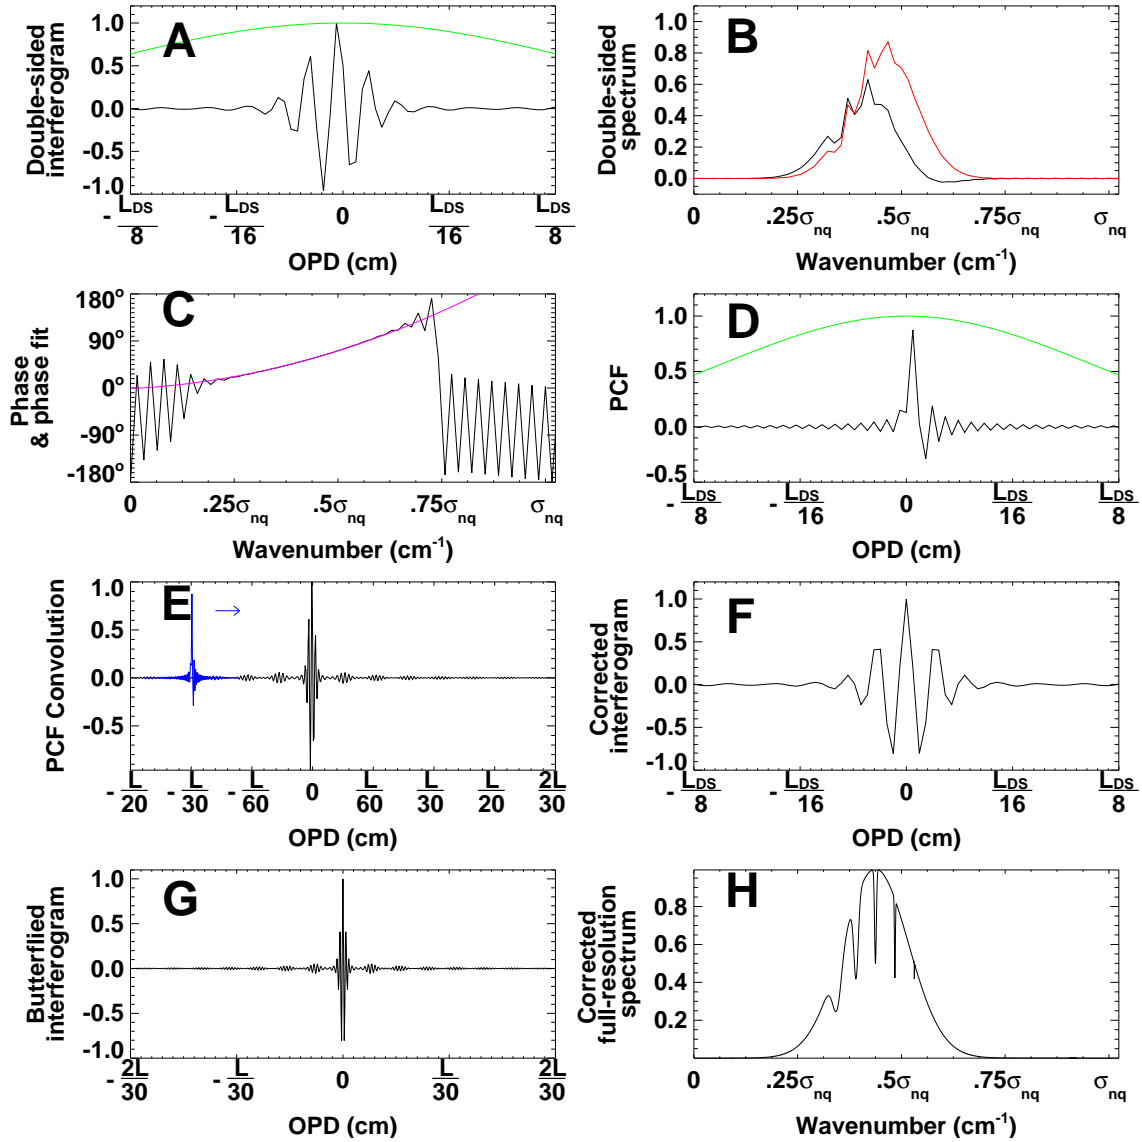 A
Double-sided
interferogram
1.0
0.5
0.0
-0.5
-1.0
- LDS/8 - LDS/16 0 LDS/16 LDS/8
OPD (cm)
B
Double-sided
spectrum
1.0
0.8
0.6
0.4
0.2
0.0
0 .25σnq .5σnq .75σnq σnq
Wavenumber (cm-1)
C
Phase
& phase fit
180º
90º
0º
-90º
-180º
0 .25σnq .5σnq .75σnq σnq
Wavenumber (cm-1)
D
PCF
1.0
0.5
0.0
-0.5
- LDS/8 - LDS/16 0 LDS/16 LDS/8
OPD (cm)
E
PCF Convolution
1.0
0.5
0.0
-0.5
- L/20 - L/30 - L/60 0 L/60 L/30 L/20 2L/30
OPD (cm)
F
Corrected
interferogram
1.0
0.5
0.0
-0.5
-1.0
- LDS/8 - LDS/16 0 LDS/16 LDS/8
OPD (cm)
G
Butterflied
interferogram
1.0
0.5
0.0
-0.5
-1.0
- 2L/30 - L/30 0 L/30 2L/30
OPD (cm)
H
Corrected
full-resolution
spectrum
0.8
0.6
0.4
0.2
0 .25σnq .5σnq .75σnq σnq
Wavenumber (cm-1)